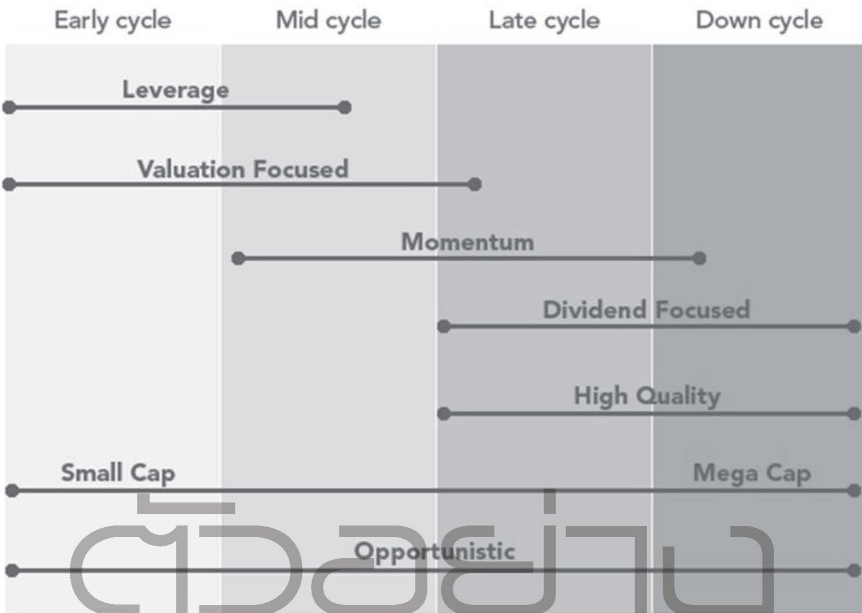 Early cycle Mid cycle Late cycle Down cycle
Leverage
Valuation Focused
Momentum
Dividend Focused
High Quality
Small Cap Mega Cap
Opportunistic
ตัวอย่าง